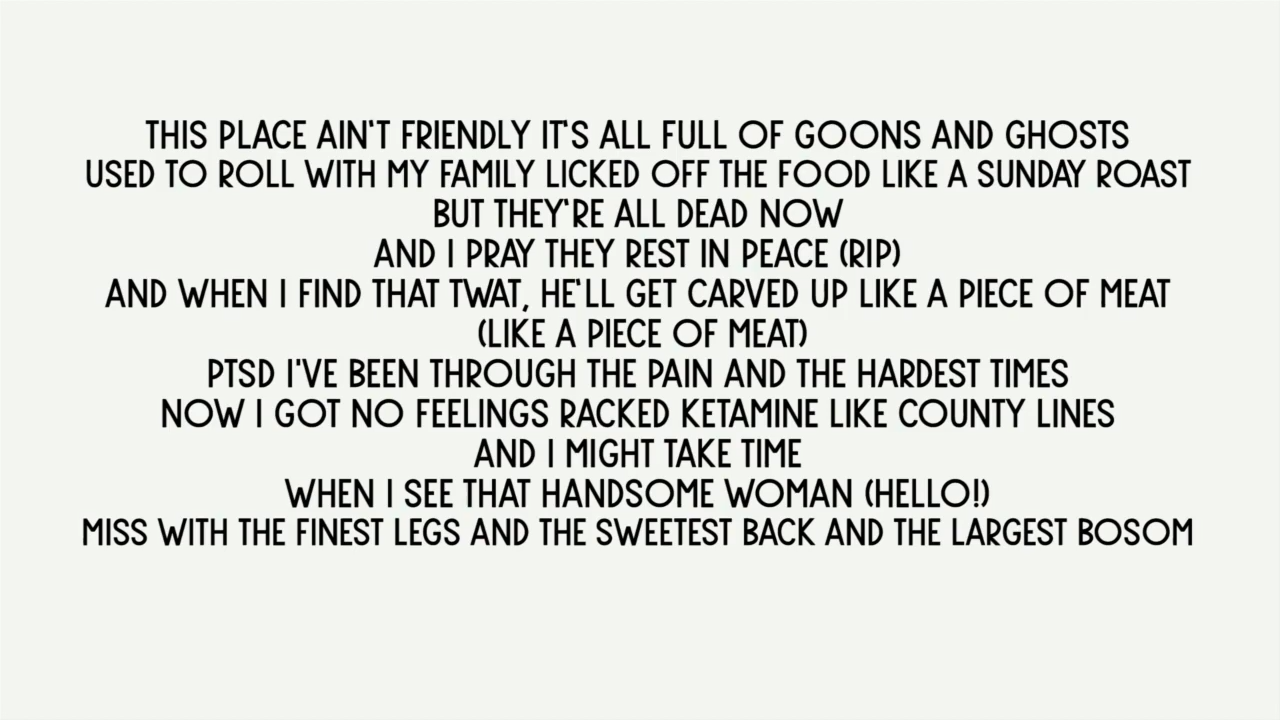 THIS PLACE AIN'T FRIENDLY IT'S ALL FULL OF GOONS AND GHOSTS
USED TO ROLL WITH MY FAMILY LICKED OFF THE FOOD LIKE A SUNDAY ROAST
BUT THEY'RE ALL DEAD NOW
AND I PRAY THEY REST IN PEACE (RIP)
AND WHEN I FIND THAT TWAT, HE'LL GET CARVED UP LIKE A PIECE OF MEAT
(LIKE A PIECE OF MEAT)
PTSD I'VE BEEN THROUGH THE PAIN AND THE HARDEST TIMES
NOW I GOT NO FEELINGS RACKED KETAMINE LIKE COUNTY LINES
AND I MIGHT TAKE TIME
WHEN I SEE THAT HANDSOME WOMAN (HELLO!)
MISS WITH THE FINEST LEGS AND THE SWEETEST BACK AND THE LARGEST BOSOM